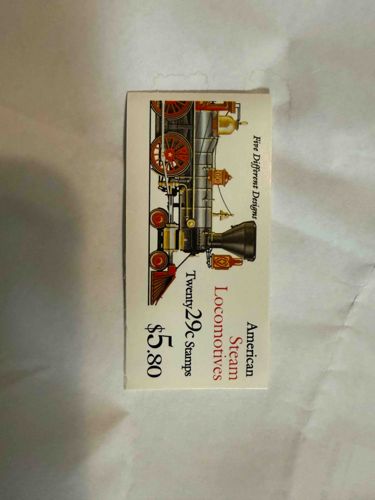 Five Different Designs
American
Steam
Locomotives
Twenty 29c Stamps
$5.80